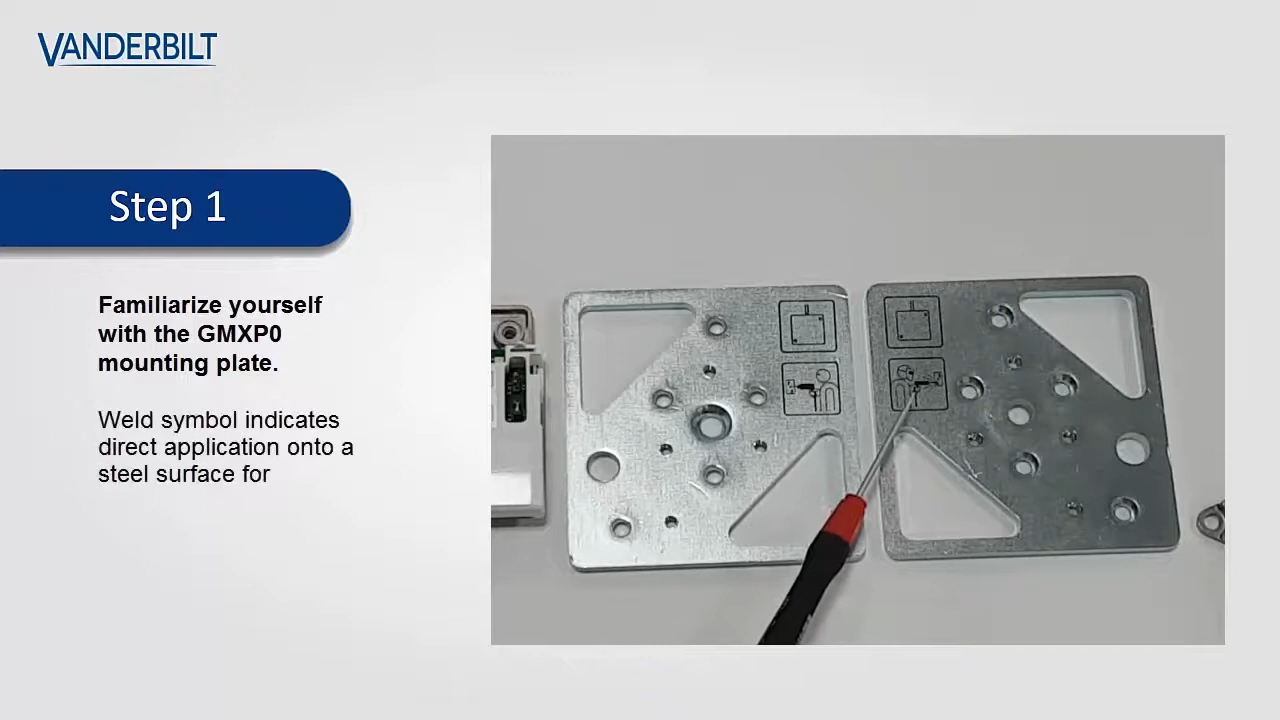 VANDERBILT
Step 1
Familiarize yourself
with the GMXP0
mounting plate.
Weld symbol indicates
direct application onto a
steel surface for